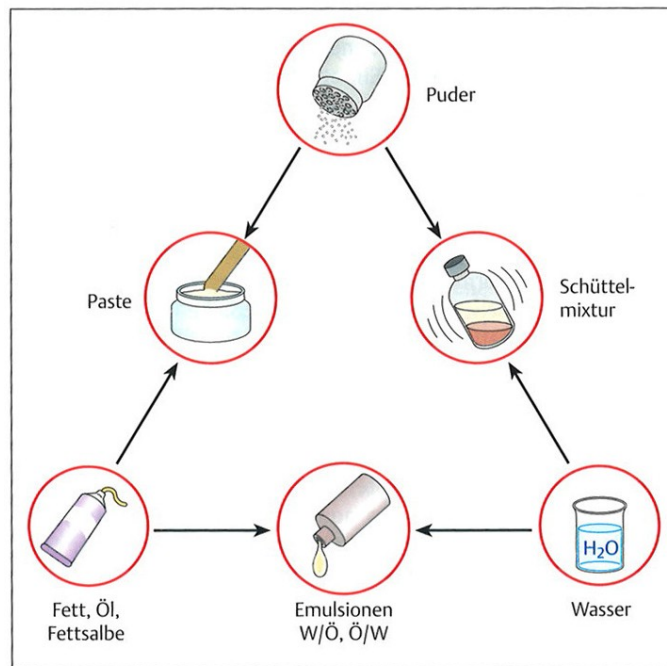 Puder
Paste
Schüttel-
mixtur
H₂O
Fett, Öl,
Fettsalbe
Emulsionen
W/Ö, Ö/W
Wasser